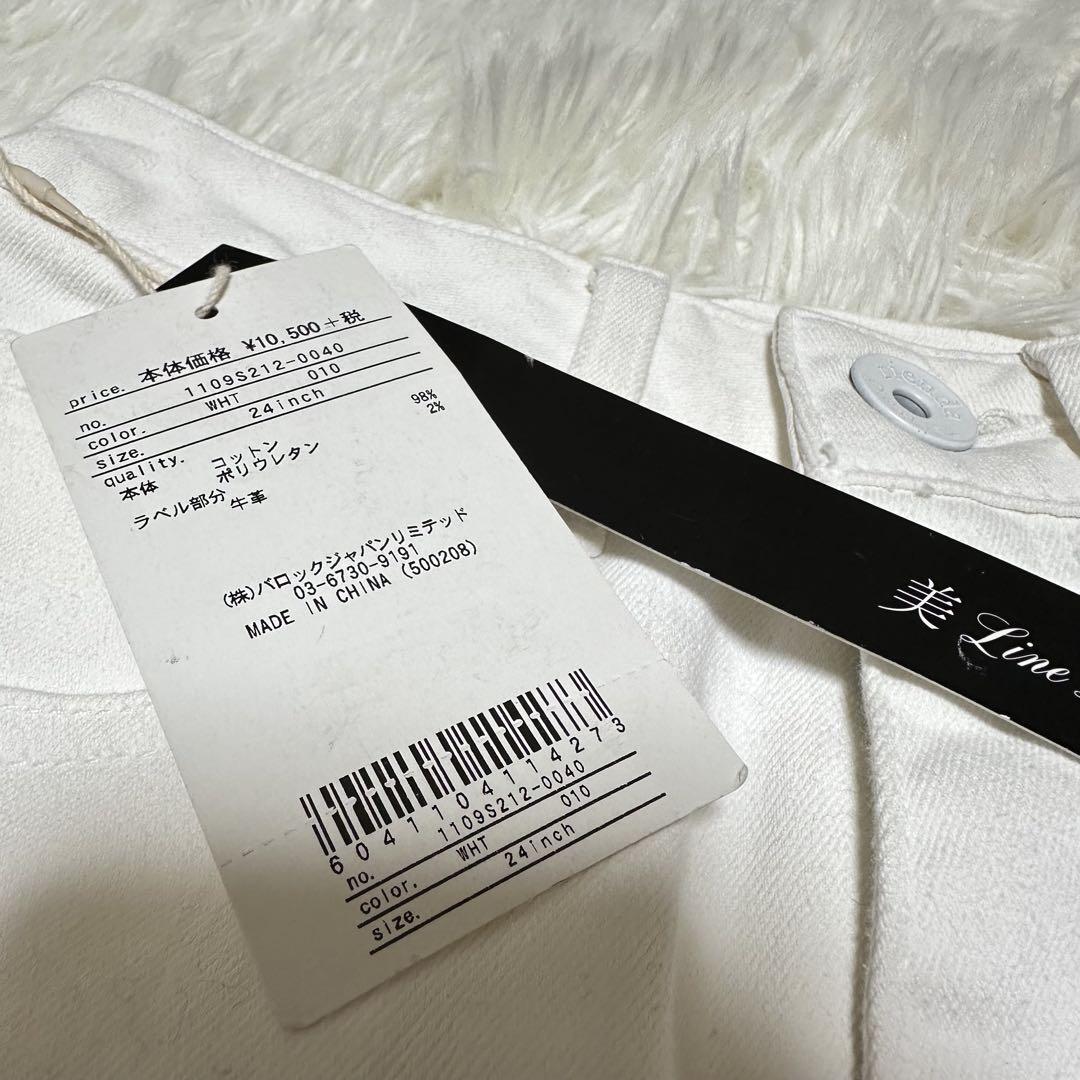 price. 本体価格 ¥10,500+税
no. 1109S212-0040
color. WHT 010
size. 24inch
quality. 98%
本体 コットン 2%
ポリウレタン
ラベル部分
牛革
(株)バロックジャパンリミテッド
03-6730-9191
MADE IN CHINA (500208)
6041104114273
no. 1109S212-0040
color. WHT 010
size. 24inch
美 Line